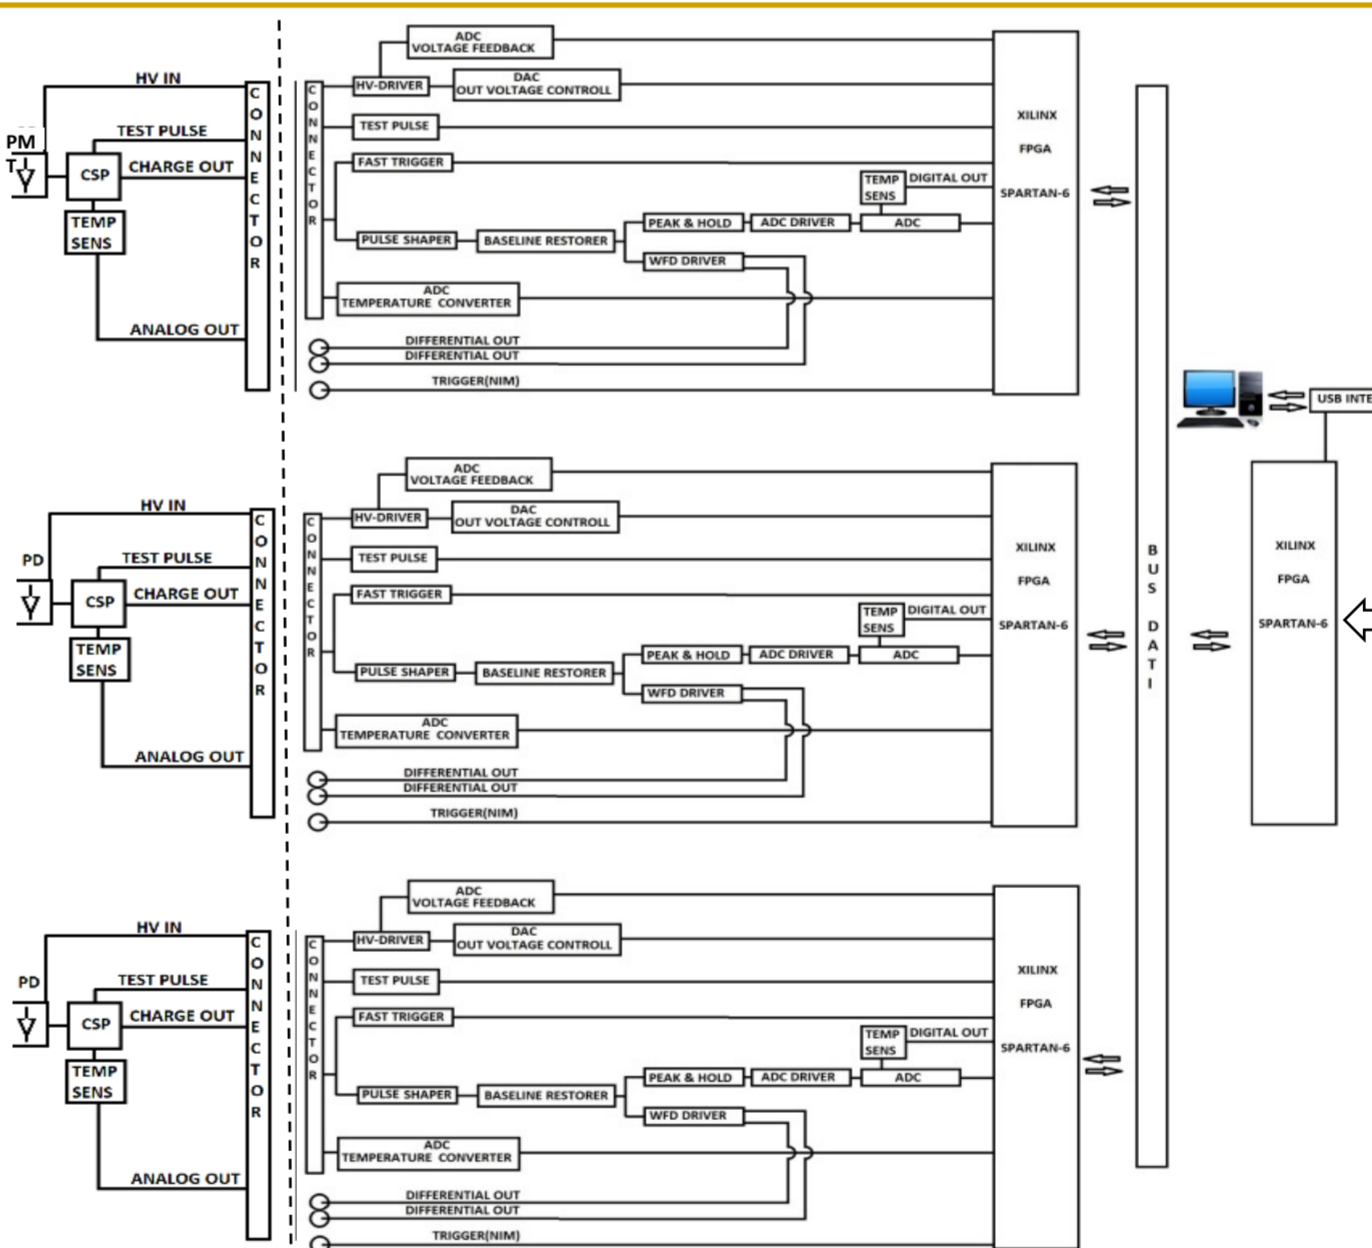 ADC
VOLTAGE FEEDBACK
HV IN
HV-DRIVER
DAC
OUT VOLTAGE CONTROLL
CONNECTOR
CONNECTOR
XILINX
FPGA
SPARTAN-6
TEST PULSE
TEST PULSE
PM
T
CSP
CHARGE OUT
FAST TRIGGER
TEMP
SENS
DIGITAL OUT
TEMP
SENS
PEAK & HOLD
ADC DRIVER
ADC
PULSE SHAPER
BASELINE RESTORER
WFD DRIVER
ADC
TEMPERATURE CONVERTER
ANALOG OUT
DIFFERENTIAL OUT
DIFFERENTIAL OUT
TRIGGER(NIM)
USB INTE
ADC
VOLTAGE FEEDBACK
HV IN
HV-DRIVER
DAC
OUT VOLTAGE CONTROLL
CONNECTOR
CONNECTOR
XILINX
FPGA
SPARTAN-6
BUS DATI
XILINX
FPGA
SPARTAN-6
PD
TEST PULSE
TEST PULSE
CSP
CHARGE OUT
FAST TRIGGER
TEMP
SENS
DIGITAL OUT
TEMP
SENS
PEAK & HOLD
ADC DRIVER
ADC
PULSE SHAPER
BASELINE RESTORER
WFD DRIVER
ADC
TEMPERATURE CONVERTER
ANALOG OUT
DIFFERENTIAL OUT
DIFFERENTIAL OUT
TRIGGER(NIM)
ADC
VOLTAGE FEEDBACK
HV IN
HV-DRIVER
DAC
OUT VOLTAGE CONTROLL
CONNECTOR
CONNECTOR
XILINX
FPGA
SPARTAN-6
PD
TEST PULSE
TEST PULSE
CSP
CHARGE OUT
FAST TRIGGER
TEMP
SENS
DIGITAL OUT
TEMP
SENS
PEAK & HOLD
ADC DRIVER
ADC
PULSE SHAPER
BASELINE RESTORER
WFD DRIVER
ADC
TEMPERATURE CONVERTER
ANALOG OUT
DIFFERENTIAL OUT
DIFFERENTIAL OUT
TRIGGER(NIM)